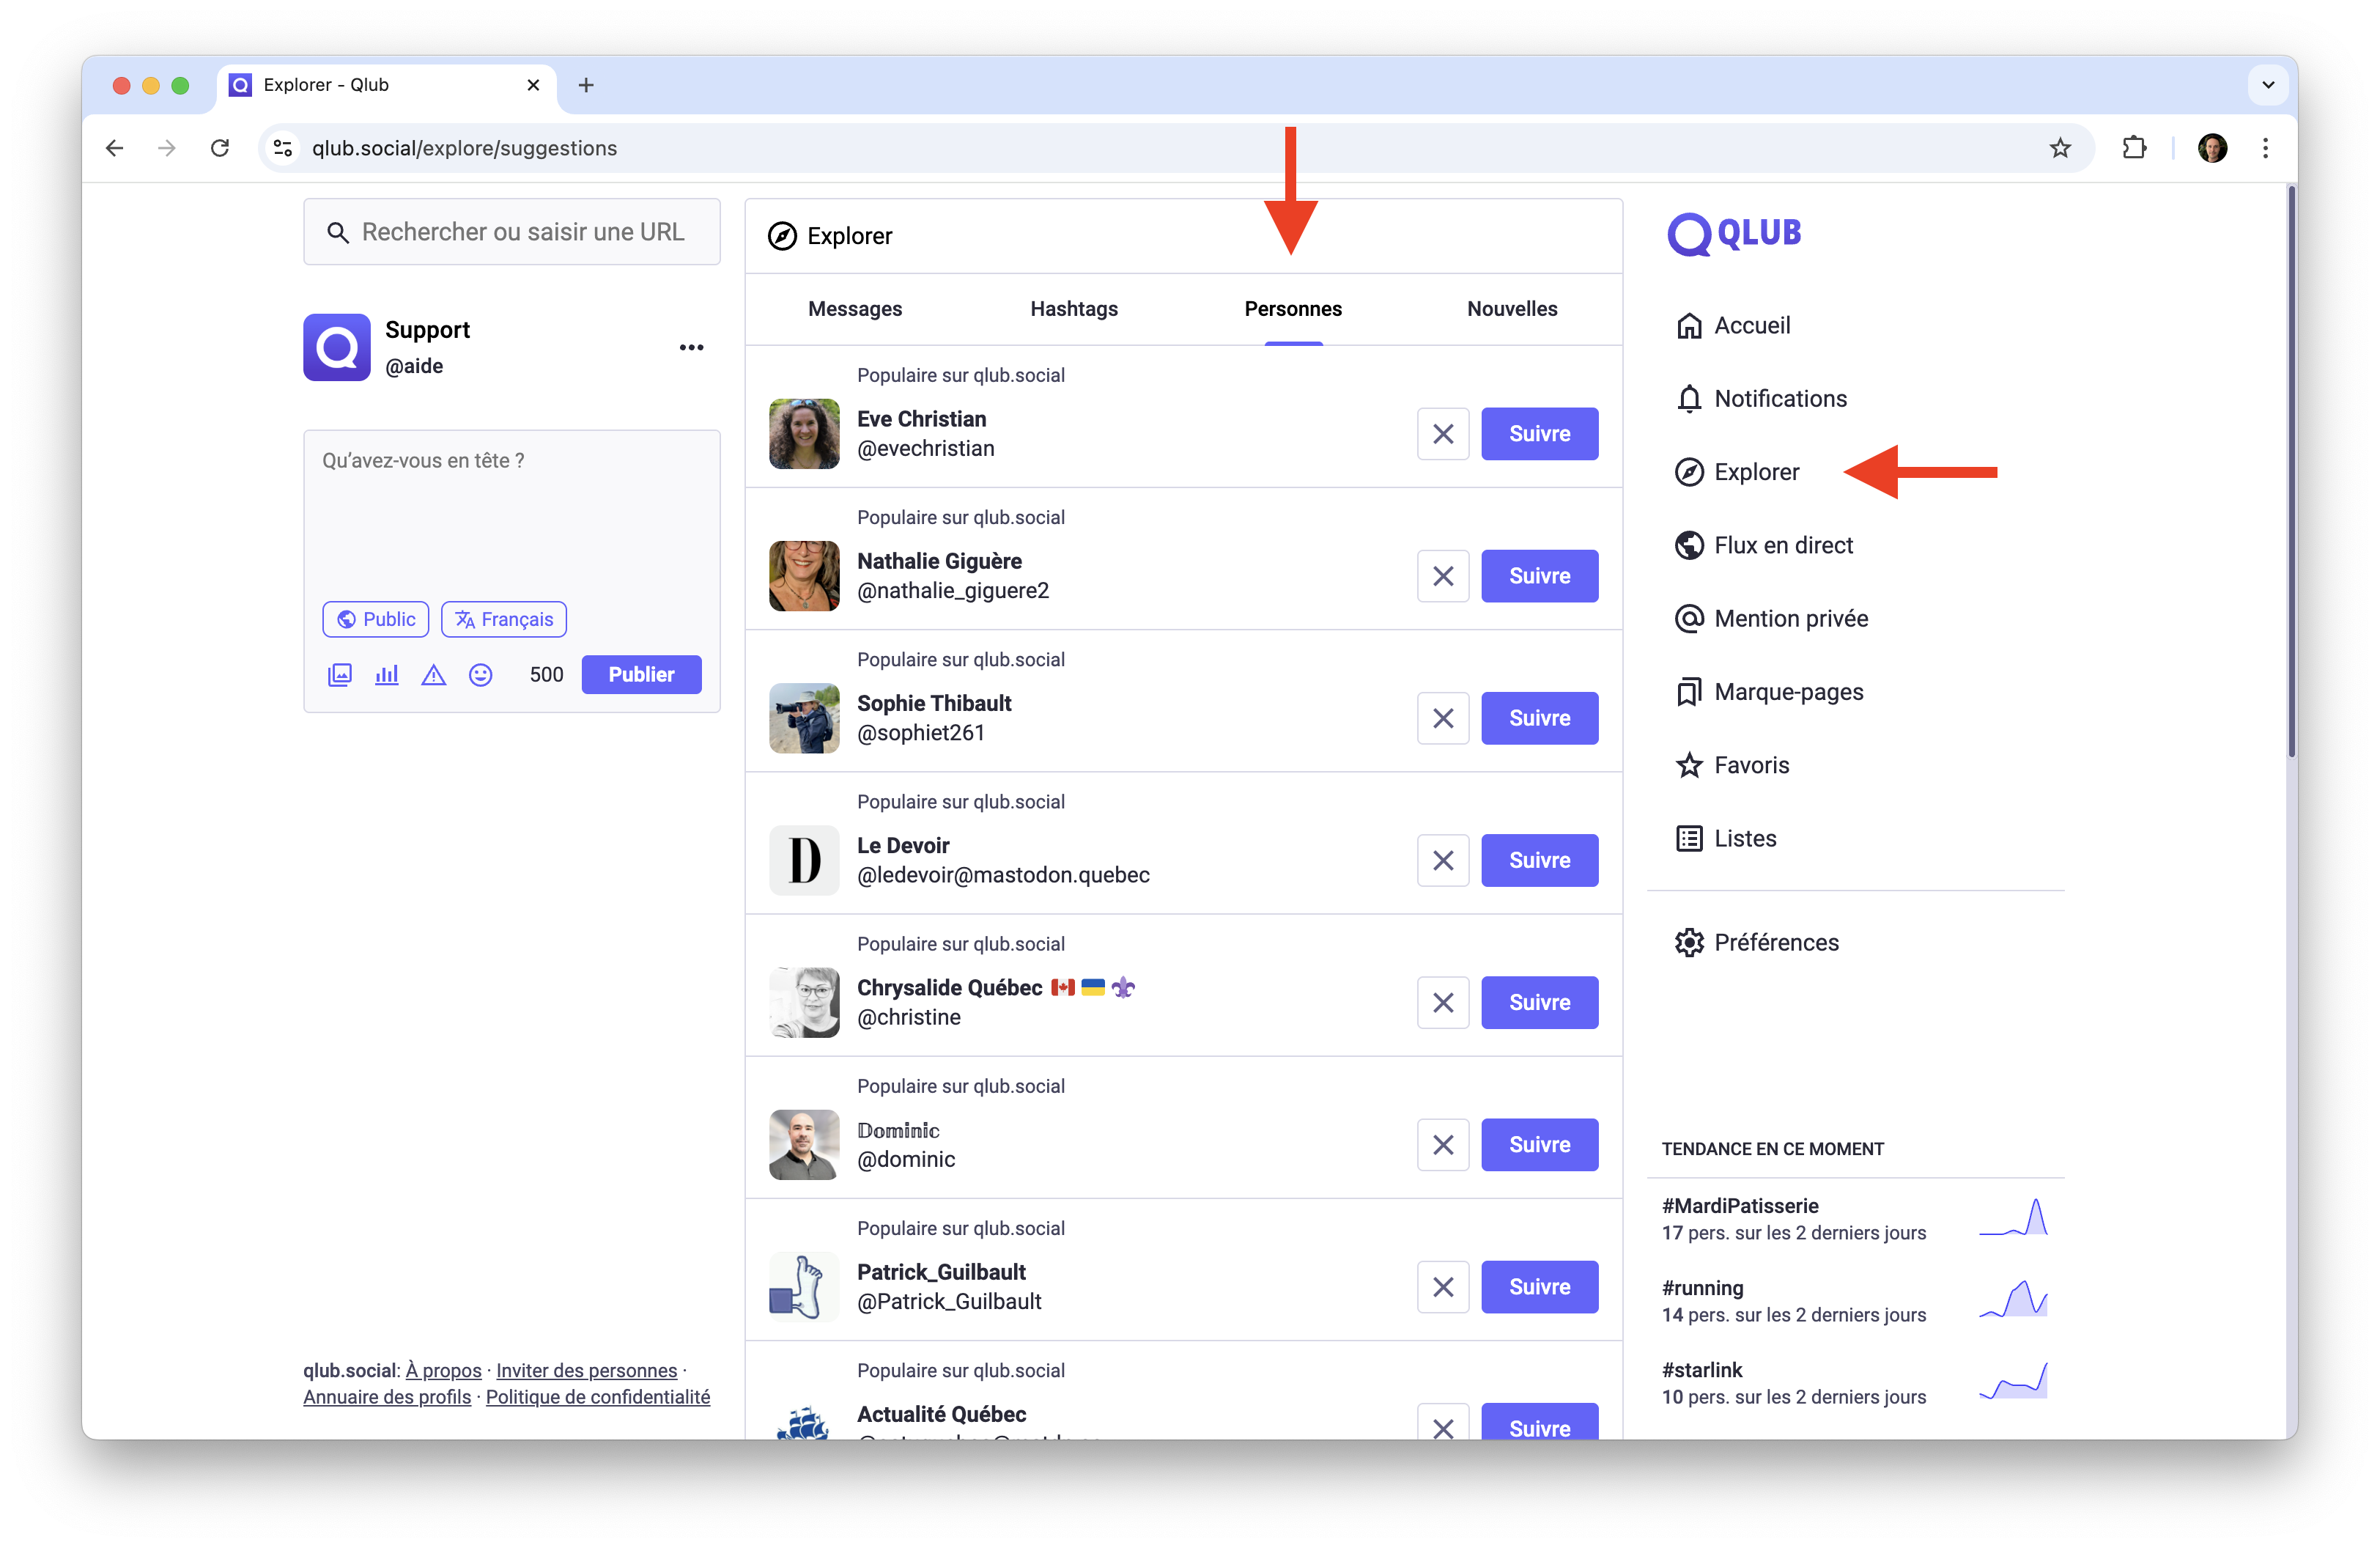 Explorer - Qlub
qlub.social/explore/suggestions
Rechercher ou saisir une URL
Support
@aide
Qu’avez-vous en tête ?
Public
Français
500
Publier
qlub.social: À propos · Inviter des personnes ·
Annuaire des profils · Politique de confidentialité
Explorer
Messages
Hashtags
Personnes
Nouvelles
Populaire sur qlub.social
Eve Christian
@evechristian
Suivre
Populaire sur qlub.social
Nathalie Giguère
@nathalie_giguere2
Suivre
Populaire sur qlub.social
Sophie Thibault
@sophiet261
Suivre
Populaire sur qlub.social
D
Le Devoir
@ledevoir@mastodon.quebec
Suivre
Populaire sur qlub.social
Chrysalide Québec 🇨🇦🇺🇦⚜️
@christine
Suivre
Populaire sur qlub.social
𝔻𝕠𝕞𝕚𝕟𝕚𝕔
@dominic
Suivre
Populaire sur qlub.social
Patrick_Guilbault
@Patrick_Guilbault
Suivre
Populaire sur qlub.social
Actualité Québec
Suivre
QLUB
Accueil
Notifications
Explorer
Flux en direct
Mention privée
Marque-pages
Favoris
Listes
Préférences
TENDANCE EN CE MOMENT
#MardiPatisserie
17 pers. sur les 2 derniers jours
#running
14 pers. sur les 2 derniers jours
#starlink
10 pers. sur les 2 derniers jours